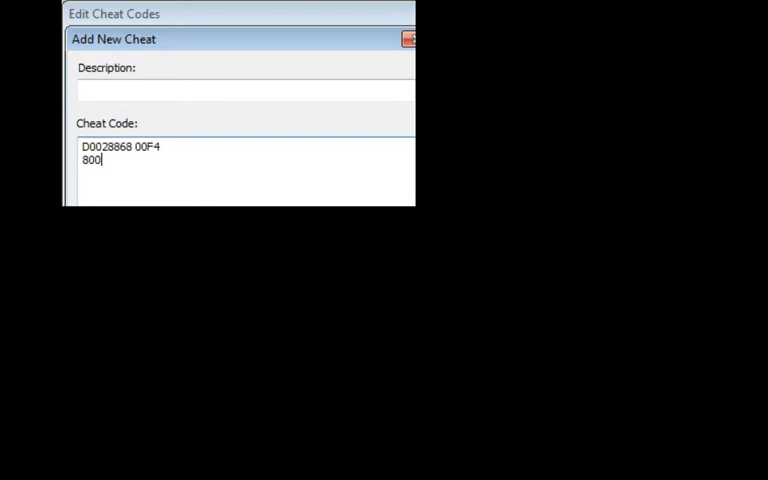 Edit Cheat Codes
Add New Cheat
Description:
Cheat Code:
D0028868 00F4
800